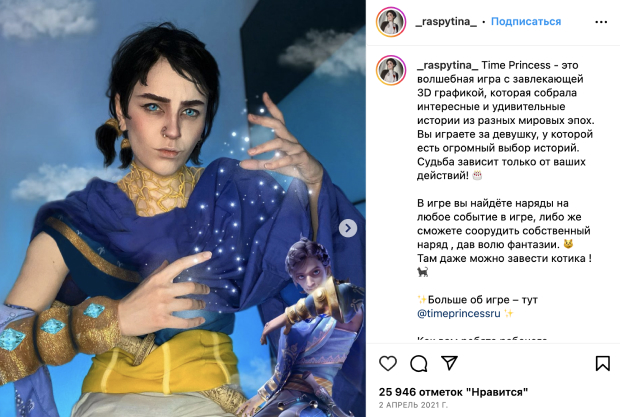 _raspytina_ • Подписаться
_raspytina_ Time Princess - это
волшебная игра с завлекающей
3D графикой, которая собрала
интересные и удивительные
истории из разных мировых эпох.
Вы играете за девушку, у которой
есть огромный выбор историй.
Судьба зависит только от ваших
действий! 🎂
В игре вы найдёте наряды на
любое событие в игре, либо же
сможете соорудить собственный
наряд , дав волю фантазии. 😼
Там даже можно завести котика !
🐈‍⬛
✨Больше об игре – тут
@timeprincessru ✨
25 946 отметок "Нравится"
2 АПРЕЛЬ 2021 Г.